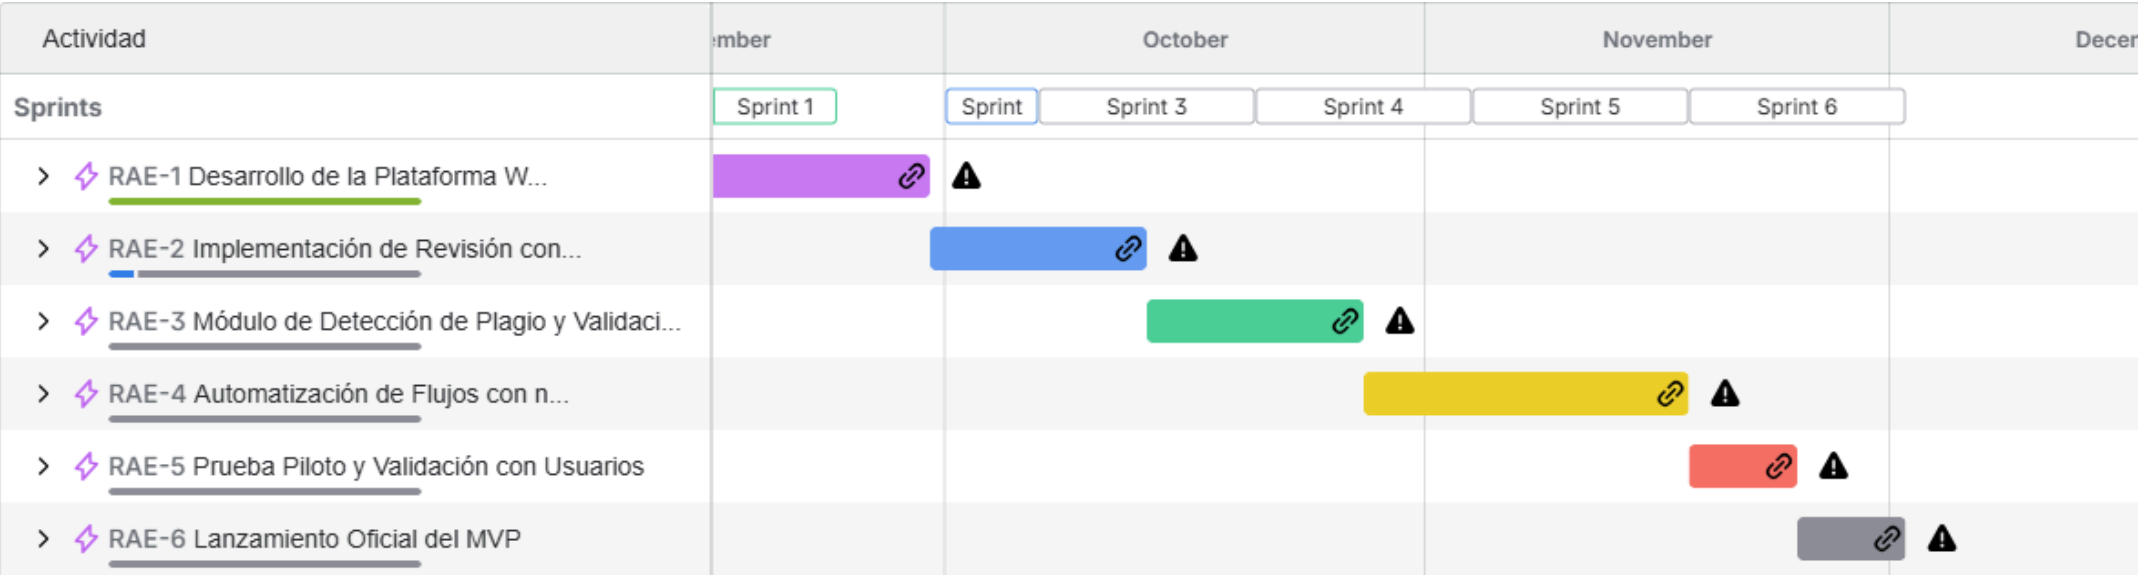 Actividad
ember
October
November
Decer
Sprints
Sprint 1
Sprint
Sprint 3
Sprint 4
Sprint 5
Sprint 6
RAE-1 Desarrollo de la Plataforma W...
RAE-2 Implementación de Revisión con...
RAE-3 Módulo de Detección de Plagio y Validaci...
RAE-4 Automatización de Flujos con n...
RAE-5 Prueba Piloto y Validación con Usuarios
RAE-6 Lanzamiento Oficial del MVP